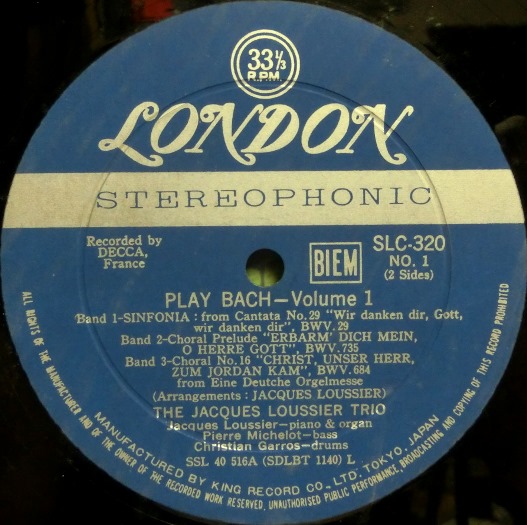 33 1/3
R.P.M.
LONDON
STEREOPHONIC
Recorded by
DECCA,
France
BIEM
SLC-320
NO. 1
(2 Sides)
PLAY BACH—Volume 1
Band 1-SINFONIA : from Cantata No. 29 "Wir danken dir, Gott,
wir danken dir", BWV. 29
Band 2-Choral Prelude "ERBARM' DICH MEIN,
O HERRE GOTT", BWV. 735
Band 3-Choral No. 16 "CHRIST, UNSER HERR,
ZUM JORDAN KAM", BWV. 684
from Eine Deutche Orgelmesse
(Arrangements : JACQUES LOUSSIER)
THE JACQUES LOUSSIER TRIO
Jacques Loussier-piano & organ
Pierre Michelot-bass
Christian Garros-drums
SSL 40 516A (SDLBT 1140) L
MANUFACTURED BY KING RECORD CO., LTD. TOKYO, JAPAN
ALL RIGHTS OF THE MANUFACTURER AND OF THE OWNER OF THE RECORDED WORK RESERVED, UNAUTHORISED PUBLIC PERFORMANCE, BROADCASTING AND COPYING OF THIS RECORD PROHIBITED